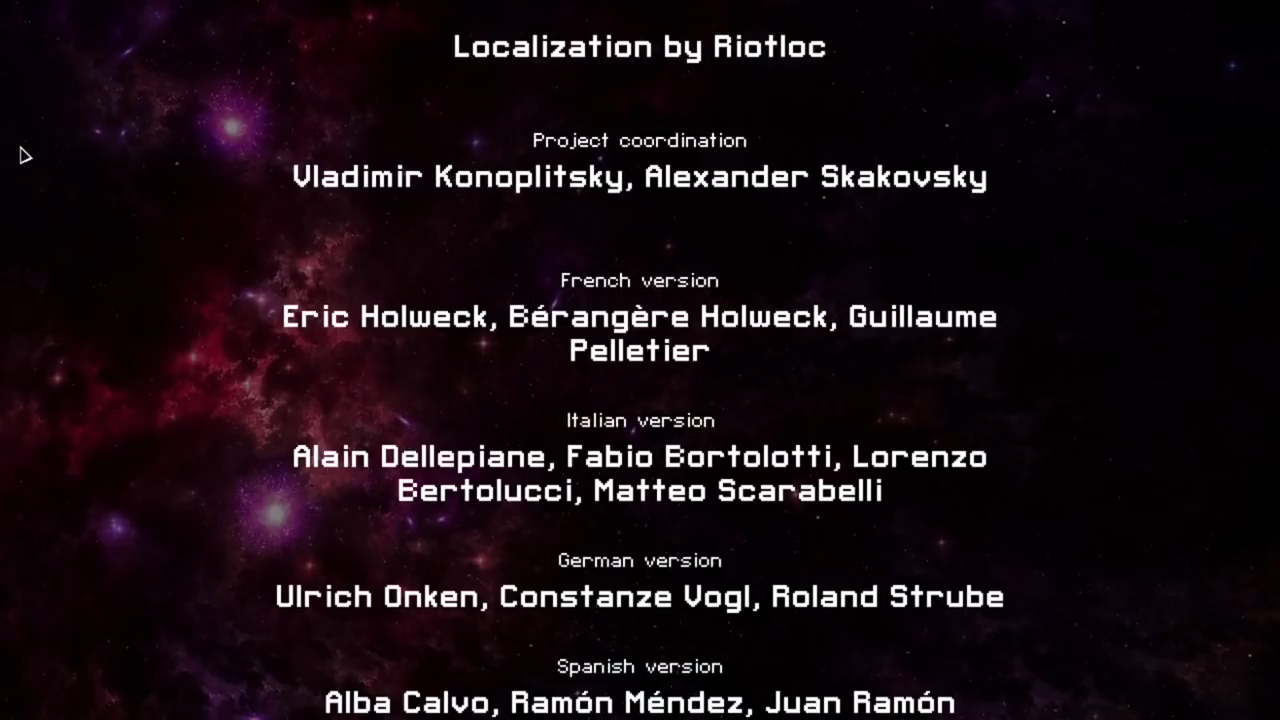 Localization by Riotloc
Project coordination
Vladimir Konoplitsky, Alexander Skakovsky
French version
Eric Holweck, Bérangère Holweck, Guillaume
Pelletier
Italian version
Alain Dellepiane, Fabio Bortolotti, Lorenzo
Bertolucci, Matteo Scarabelli
German version
Ulrich Onken, Constanze Vogl, Roland Strube
Spanish version
Alba Calvo, Ramón Méndez, Juan Ramón